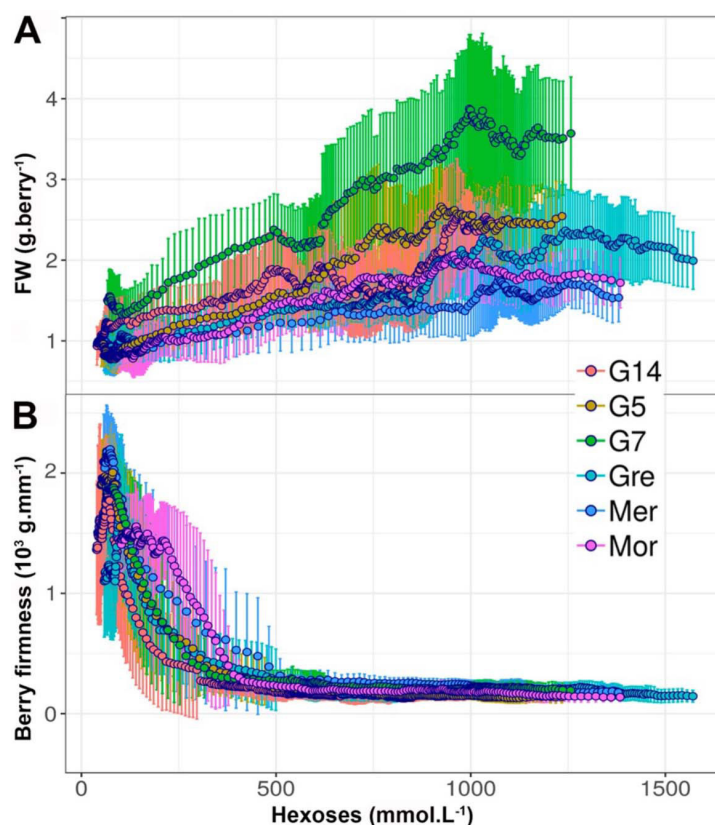 A
4
3
2
1
FW (g.berry⁻¹)
G14
G5
G7
Gre
Mer
Mor
B
2
1
0
Berry firmness (10³ g.mm⁻¹)
0 500 1000 1500
Hexoses (mmol.L⁻¹)